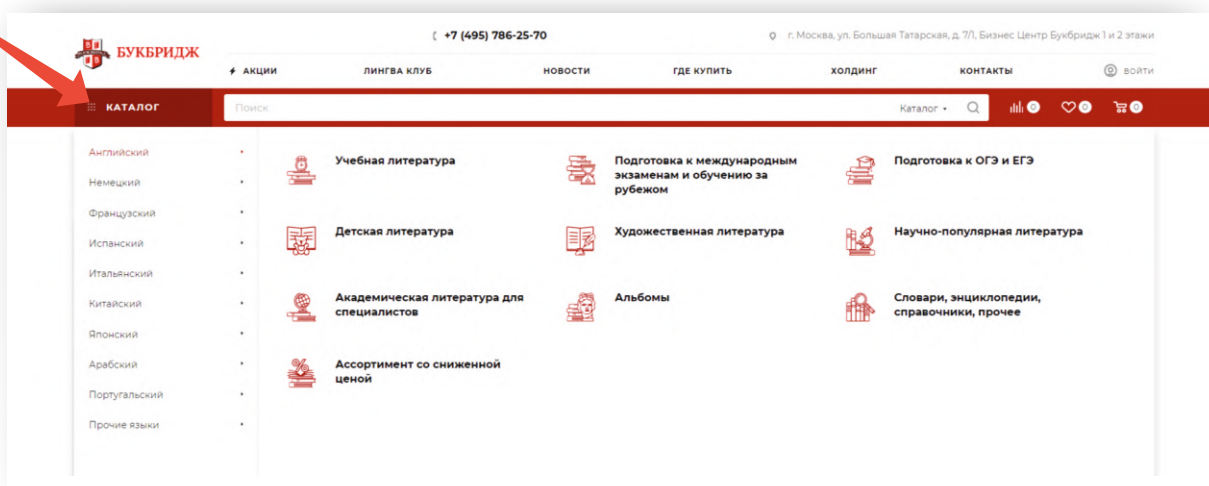 БУКБРИДЖ
+7 (495) 786-25-70
г. Москва, ул. Большая Татарская, д. 7/1, Бизнес Центр Букбридж 1 и 2 этажи
АКЦИИ ЛИНГВА КЛУБ НОВОСТИ ГДЕ КУПИТЬ ХОЛДИНГ КОНТАКТЫ ВОЙТИ
КАТАЛОГ Поиск Каталог 0 0 0
Английский
Немецкий
Французский
Испанский
Итальянский
Китайский
Японский
Арабский
Португальский
Прочие языки
Учебная литература
Подготовка к международным
экзаменам и обучению за
рубежом
Подготовка к ОГЭ и ЕГЭ
Детская литература
Художественная литература
Научно-популярная литература
Академическая литература для
специалистов
Альбомы
Словари, энциклопедии,
справочники, прочее
Ассортимент со сниженной
ценой